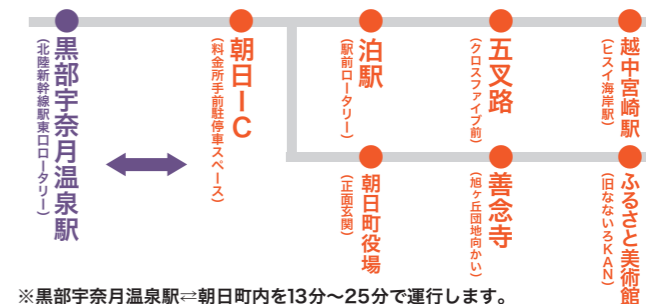 黒部宇奈月温泉駅
(北陸新幹線駅東口ロータリー)
朝日IC
(料金所手前駐停車スペース)
泊駅
(駅前ロータリー)
五叉路
(クロスファイブ前)
越中宮崎駅
(ヒスイ海岸駅)
朝日町役場
(正面玄関)
善念寺
(旭ヶ丘団地向かい)
ふるさと美術館
(旧なないろKAN)
※黒部宇奈月温泉駅⇄朝日町内を13分～25分で運行します。